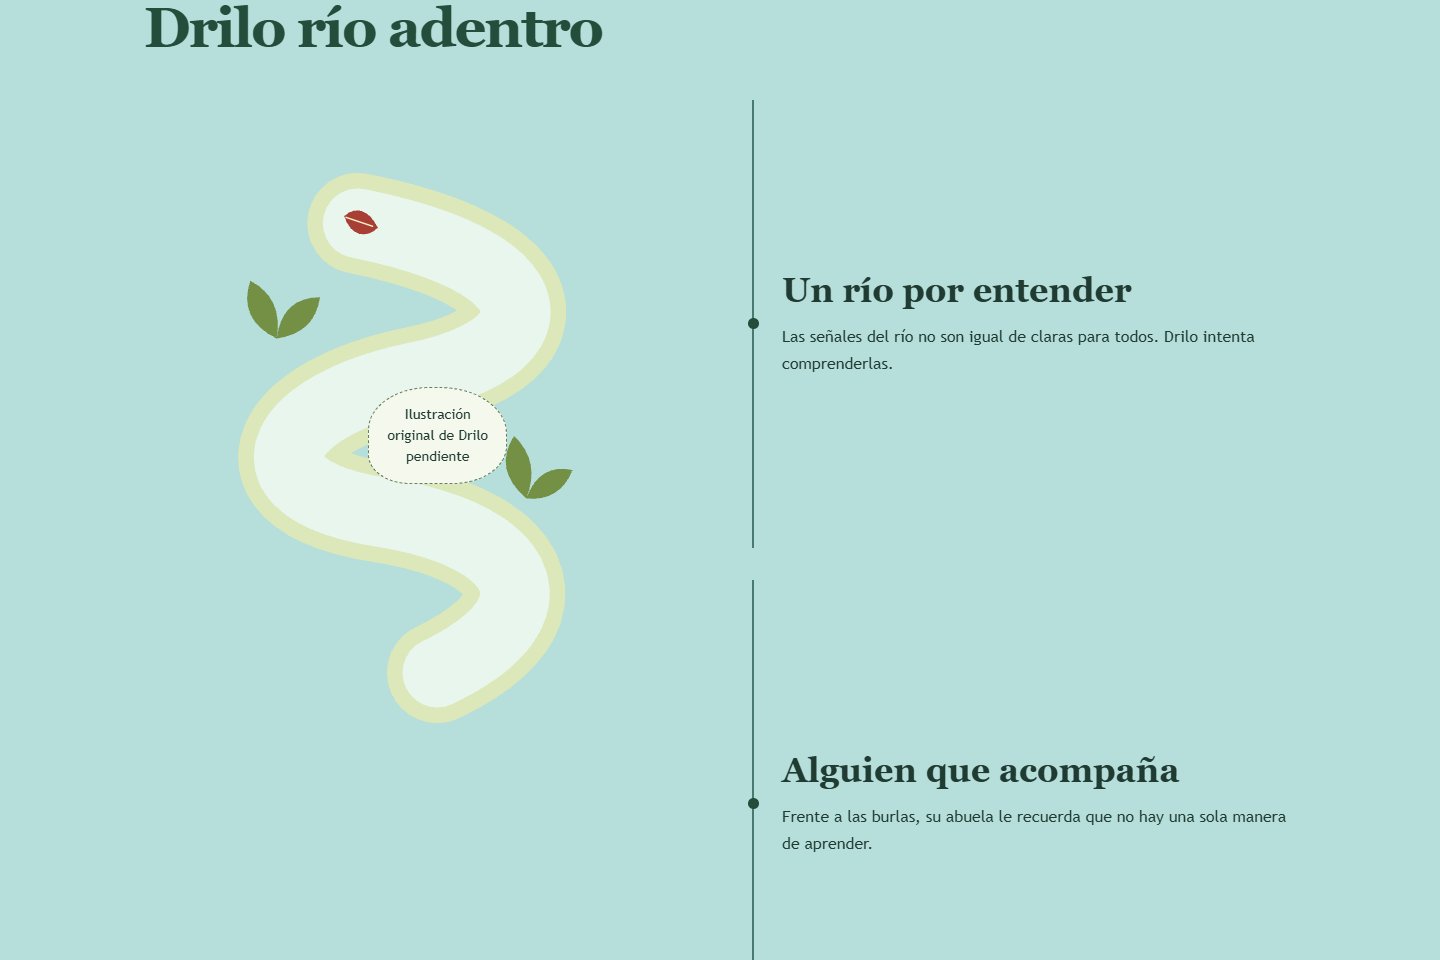 Drilo río adentro
Ilustración
original de Drilo
pendiente
Un río por entender
Las señales del río no son igual de claras para todos. Drilo intenta
comprenderlas.
Alguien que acompaña
Frente a las burlas, su abuela le recuerda que no hay una sola manera
de aprender.